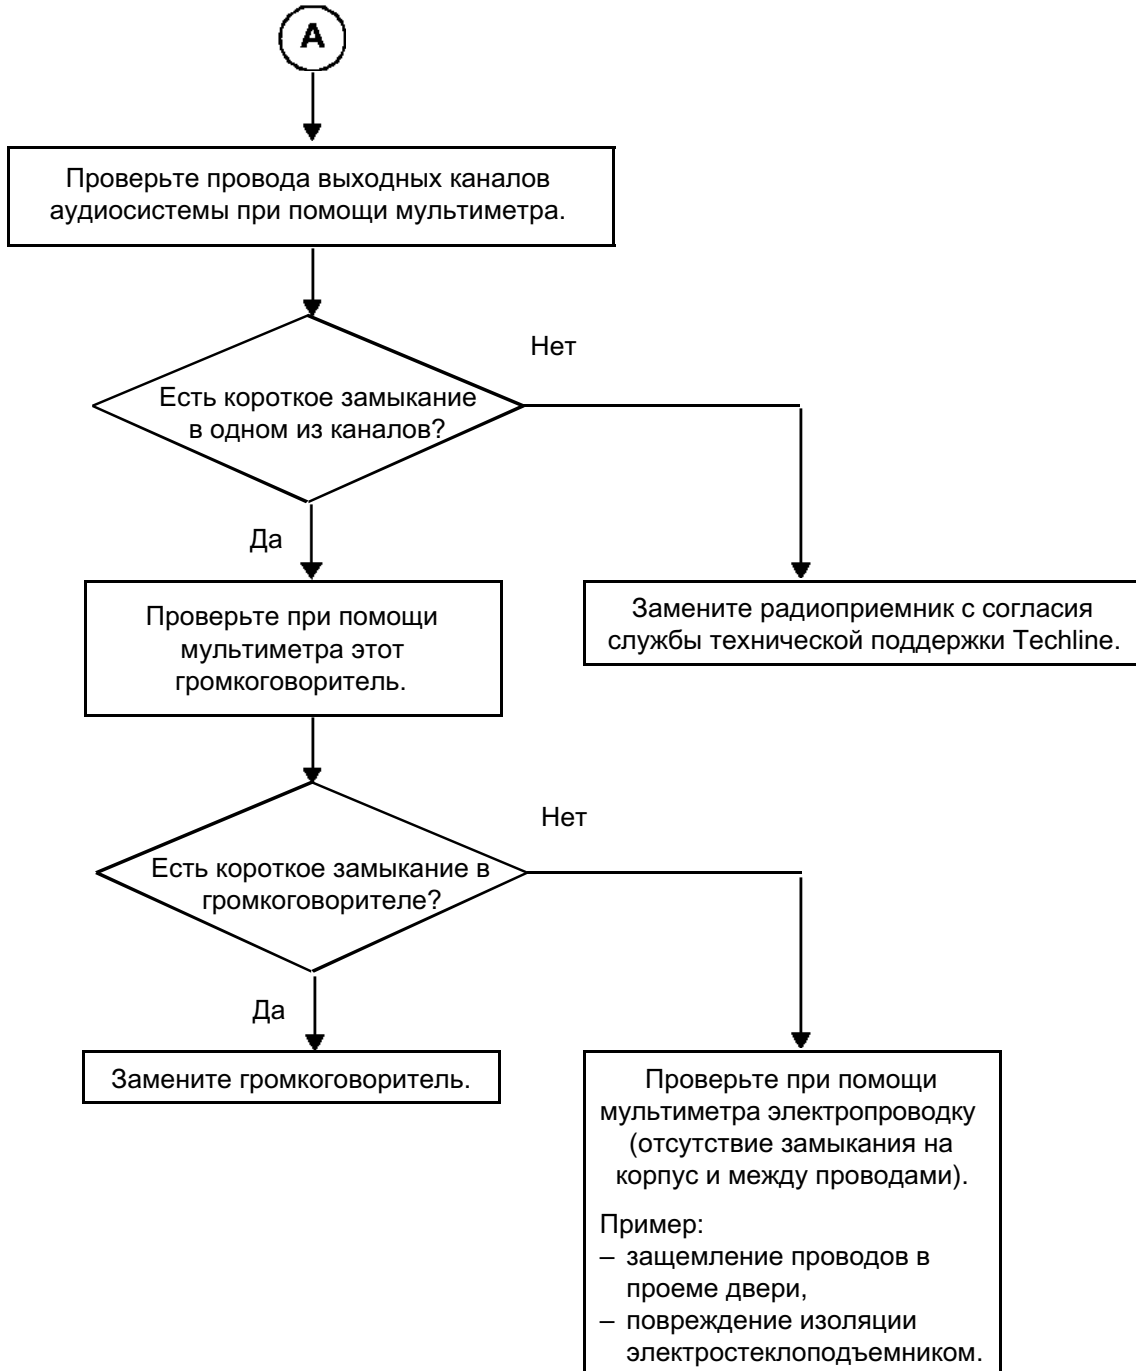 A
Проверьте провода выходных каналов
аудиосистемы при помощи мультиметра.
Нет
Есть короткое замыкание
в одном из каналов?
Да
Проверьте при помощи
мультиметра этот
громкоговоритель.
Замените радиоприемник с согласия
службы технической поддержки Techline.
Нет
Есть короткое замыкание в
громкоговорителе?
Да
Замените громкоговоритель.
Проверьте при помощи
мультиметра электропроводку
(отсутствие замыкания на
корпус и между проводами).
Пример:
– защемление проводов в
проеме двери,
– повреждение изоляции
электростеклоподъемником.